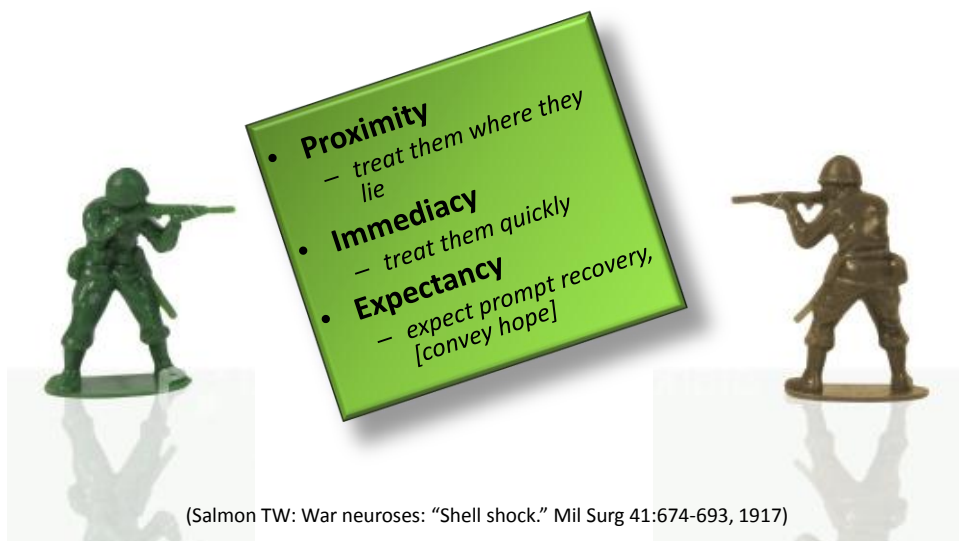 • Proximity
– treat them where they
lie
• Immediacy
– treat them quickly
• Expectancy
– expect prompt recovery,
[convey hope]
(Salmon TW: War neuroses: “Shell shock.” Mil Surg 41:674-693, 1917)